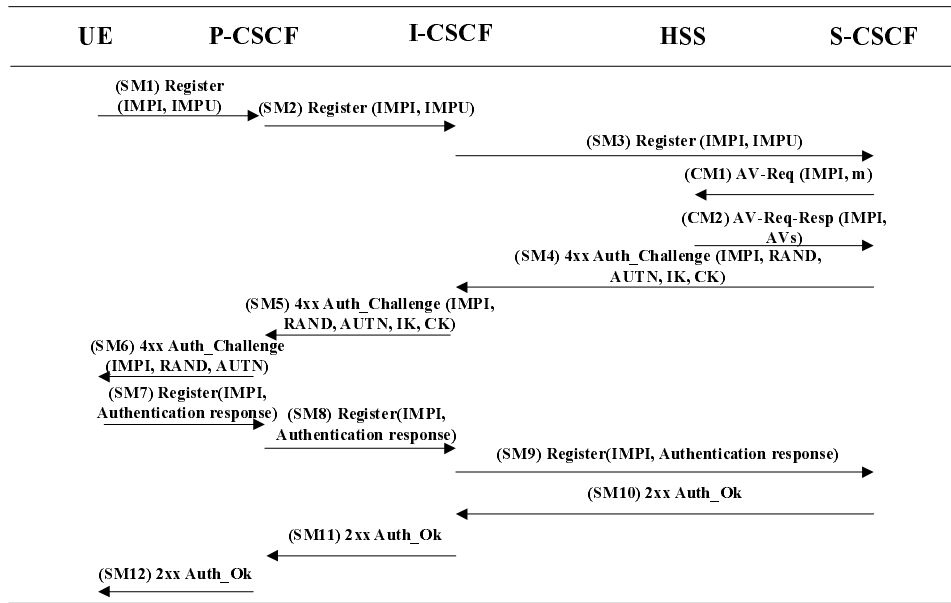 UE P-CSCF I-CSCF HSS S-CSCF
(SM1) Register
(IMPI, IMPU)
(SM2) Register (IMPI, IMPU)
(SM3) Register (IMPI, IMPU)
(CM1) AV-Req (IMPI, m)
(CM2) AV-Req-Resp (IMPI,
AVs)
(SM4) 4xx Auth_Challenge (IMPI, RAND,
AUTN, IK, CK)
(SM5) 4xx Auth_Challenge (IMPI,
RAND, AUTN, IK, CK)
(SM6) 4xx Auth_Challenge
(IMPI, RAND, AUTN)
(SM7) Register(IMPI,
Authentication response)
(SM8) Register(IMPI,
Authentication response)
(SM9) Register(IMPI, Authentication response)
(SM10) 2xx Auth_Ok
(SM11) 2xx Auth_Ok
(SM12) 2xx Auth_Ok